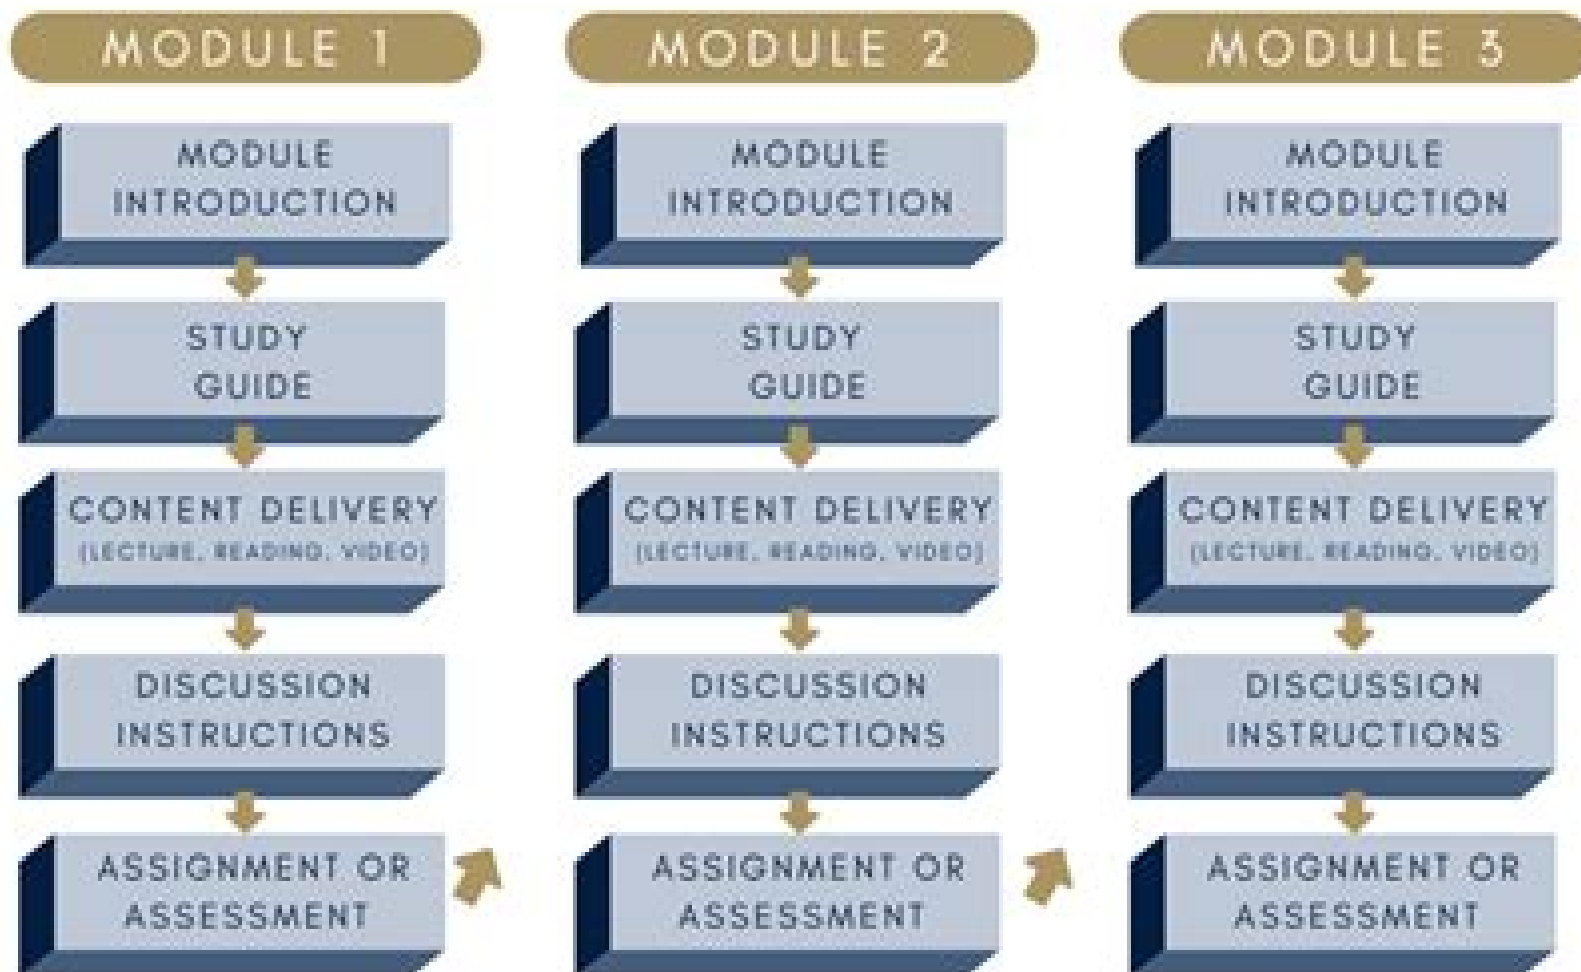 MODULE 1
MODULE
INTRODUCTION
STUDY
GUIDE
CONTENT DELIVERY
(LECTURE, READING, VIDEO)
DISCUSSION
INSTRUCTIONS
ASSIGNMENT OR
ASSESSMENT
MODULE 2
MODULE
INTRODUCTION
STUDY
GUIDE
CONTENT DELIVERY
(LECTURE, READING, VIDEO)
DISCUSSION
INSTRUCTIONS
ASSIGNMENT OR
ASSESSMENT
MODULE 3
MODULE
INTRODUCTION
STUDY
GUIDE
CONTENT DELIVERY
(LECTURE, READING, VIDEO)
DISCUSSION
INSTRUCTIONS
ASSIGNMENT OR
ASSESSMENT